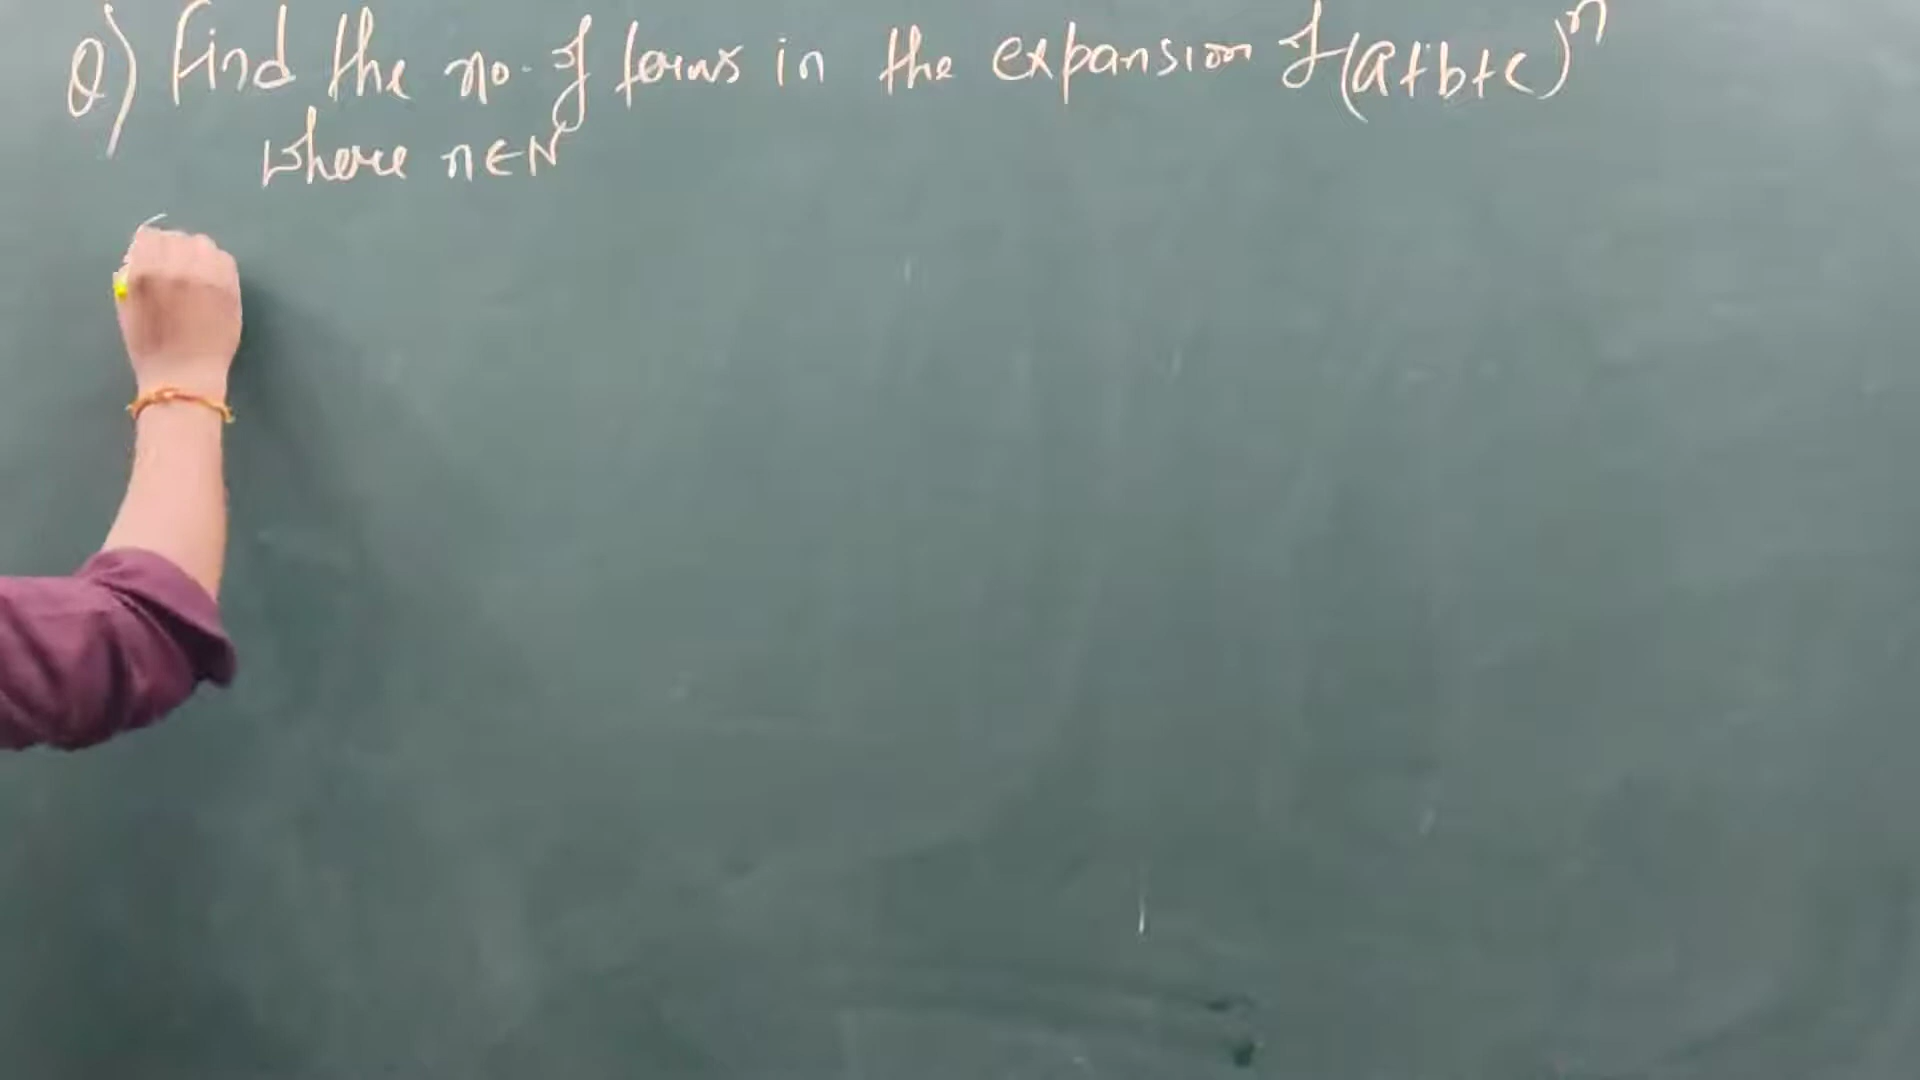 Q) Find the no. of terms in the expansion of (a+b+c)^n
where n∈N